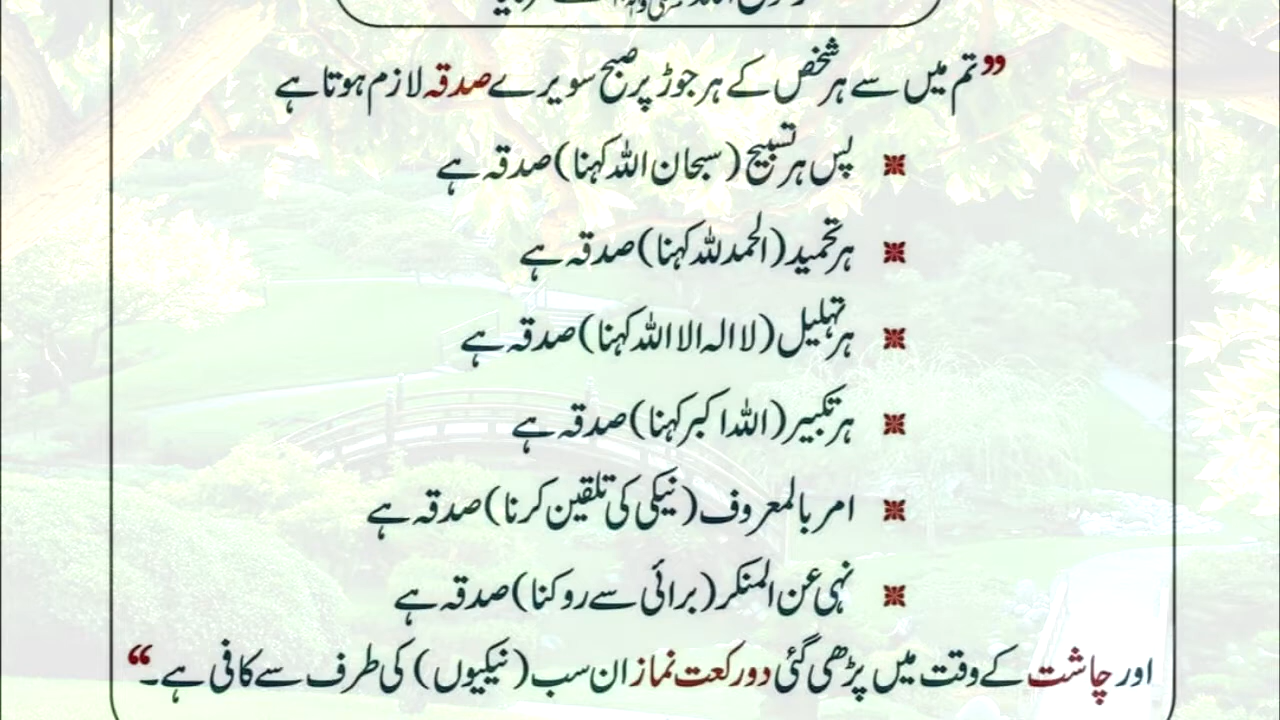 ”تم میں سے ہر شخص کے ہر جوڑ پر صبح سویرے صدقہ لازم ہوتا ہے
پس ہر تسبیح (سبحان اللہ کہنا) صدقہ ہے
ہر تحمید (الحمدللہ کہنا) صدقہ ہے
ہر تہلیل (لا الہ الا اللہ کہنا) صدقہ ہے
ہر تکبیر (اللہ اکبر کہنا) صدقہ ہے
امر بالمعروف (نیکی کی تلقین کرنا) صدقہ ہے
نہی عن المنکر (برائی سے روکنا) صدقہ ہے
اور چاشت کے وقت میں پڑھی گئی دو رکعت نماز ان سب (نیکیوں) کی طرف سے کافی ہے۔“